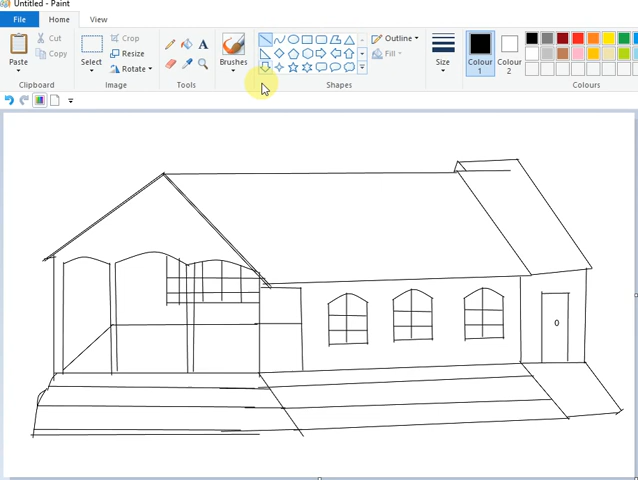 Untitled - Paint
File Home View
Paste
Cut
Copy
Clipboard
Select
Crop
Resize
Rotate
Image
Tools
Brushes
Outline
Fill
Shapes
Size
Colour 1
Colour 2
Colours